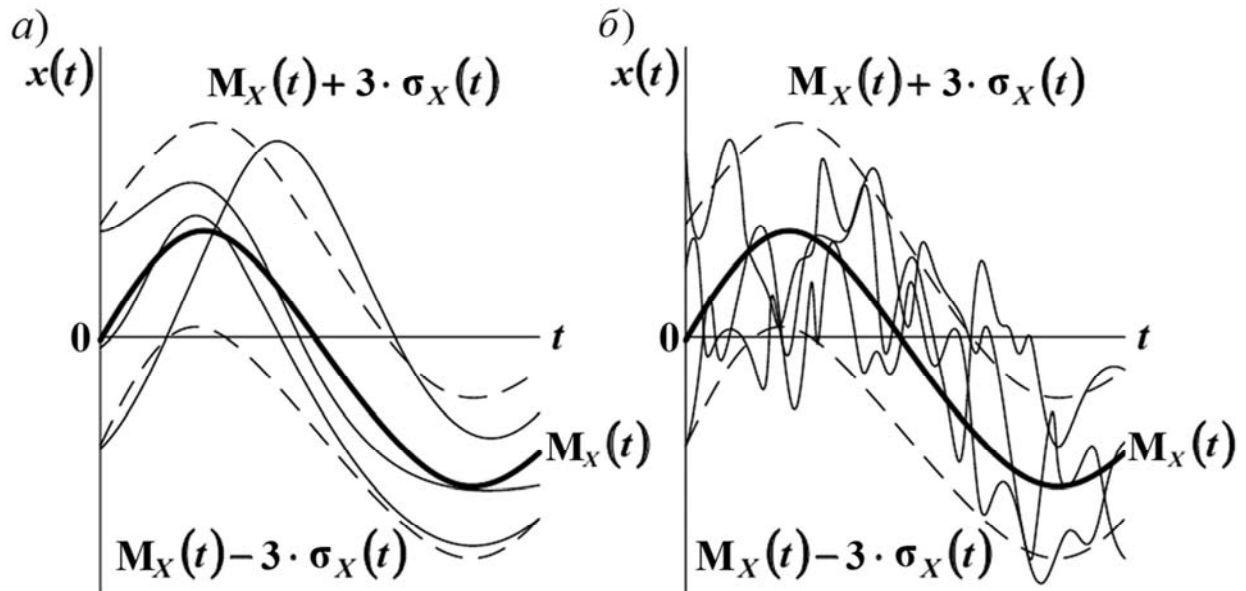 а)
x(t)
M_X(t) + 3 · σ_X(t)
0
t
M_X(t)
M_X(t) – 3 · σ_X(t)
б)
x(t)
M_X(t) + 3 · σ_X(t)
0
t
M_X(t)
M_X(t) – 3 · σ_X(t)